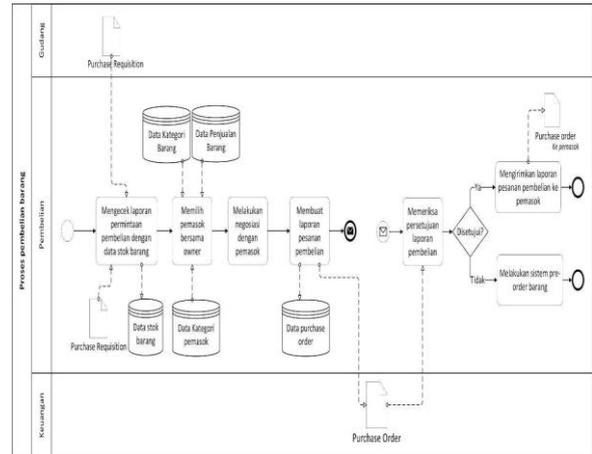 Proses pembelian barang
Gudang
Purchase Requisition
Pembelian
Data Kategori
Barang
Data Penjualan
Barang
Mengecek laporan
permintaan
pembelian dengan
data stok barang
Memilih
pemasok
bersama
owner
Melakukan
negosiasi
dengan
pemasok
Membuat
laporan
pesanan
pembelian
Memeriksa
persetujuan
laporan
pembelian
Disetujui?
Ya
Mengirimkan laporan
pesanan pembelian ke
pemasok
Purchase order
Ke pemasok
Tidak
Melakukan sistem pre-
order barang
Purchase Requisition
Data stok
barang
Data Kategori
pemasok
Data purchase
order
Keuangan
Purchase Order